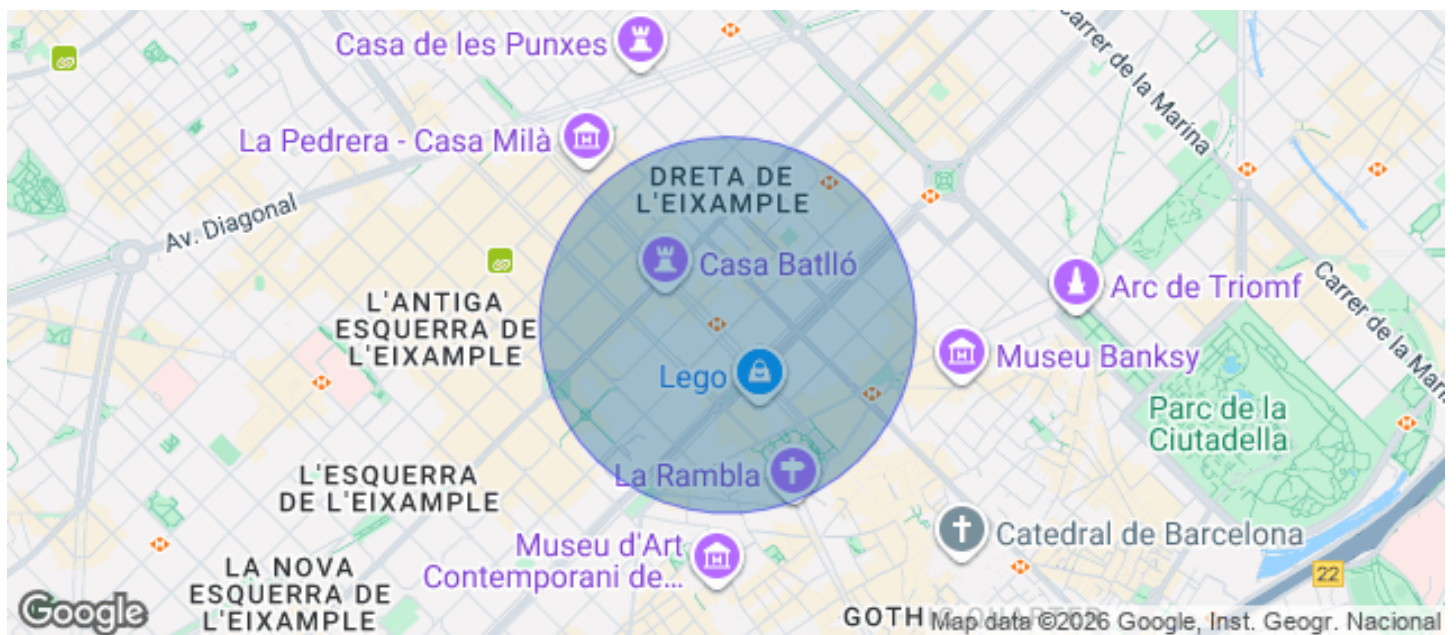 Casa de les Punxes
Carrer de la Marina
La Pedrera - Casa Milà
DRETA DE
L'EIXAMPLE
Av. Diagonal
Casa Batlló
Arc de Triomf
Carrer de la Mari
L'ANTIGA
ESQUERRA DE
L'EIXAMPLE
Museu Banksy
Lego
Parc de la
Ciutadella
L'ESQUERRA
DE L'EIXAMPLE
La Rambla
Catedral de Barcelona
Museu d'Art
Contemporani de...
22
LA NOVA
ESQUERRA DE
L'EIXAMPLE
Google
GOTHIC QUARTER
Map data ©2026 Google, Inst. Geogr. Nacional